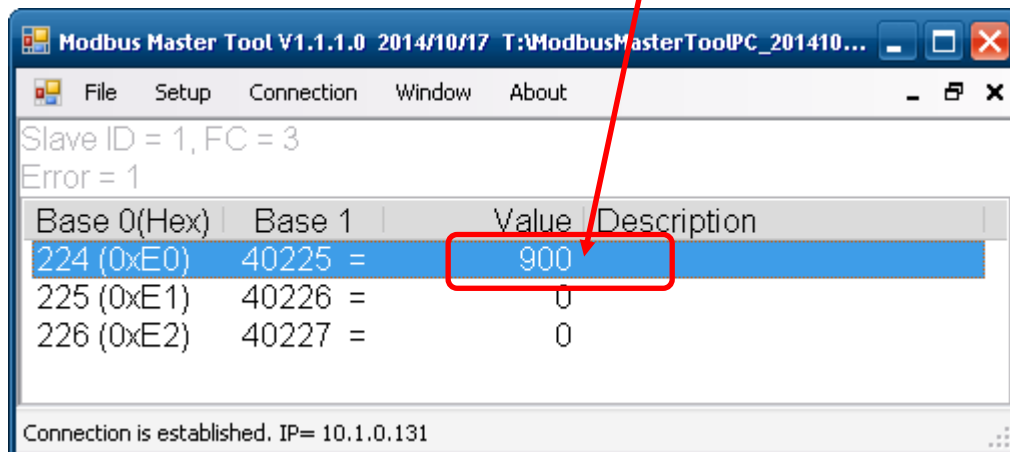 Modbus Master Tool V1.1.1.0 2014/10/17 T:\ModbusMasterToolPC_201410...
File Setup Connection Window About
Slave ID = 1, FC = 3
Error = 1
Base 0(Hex) Base 1 Value Description
224 (0xE0) 40225 = 900
225 (0xE1) 40226 = 0
226 (0xE2) 40227 = 0
Connection is established. IP= 10.1.0.131